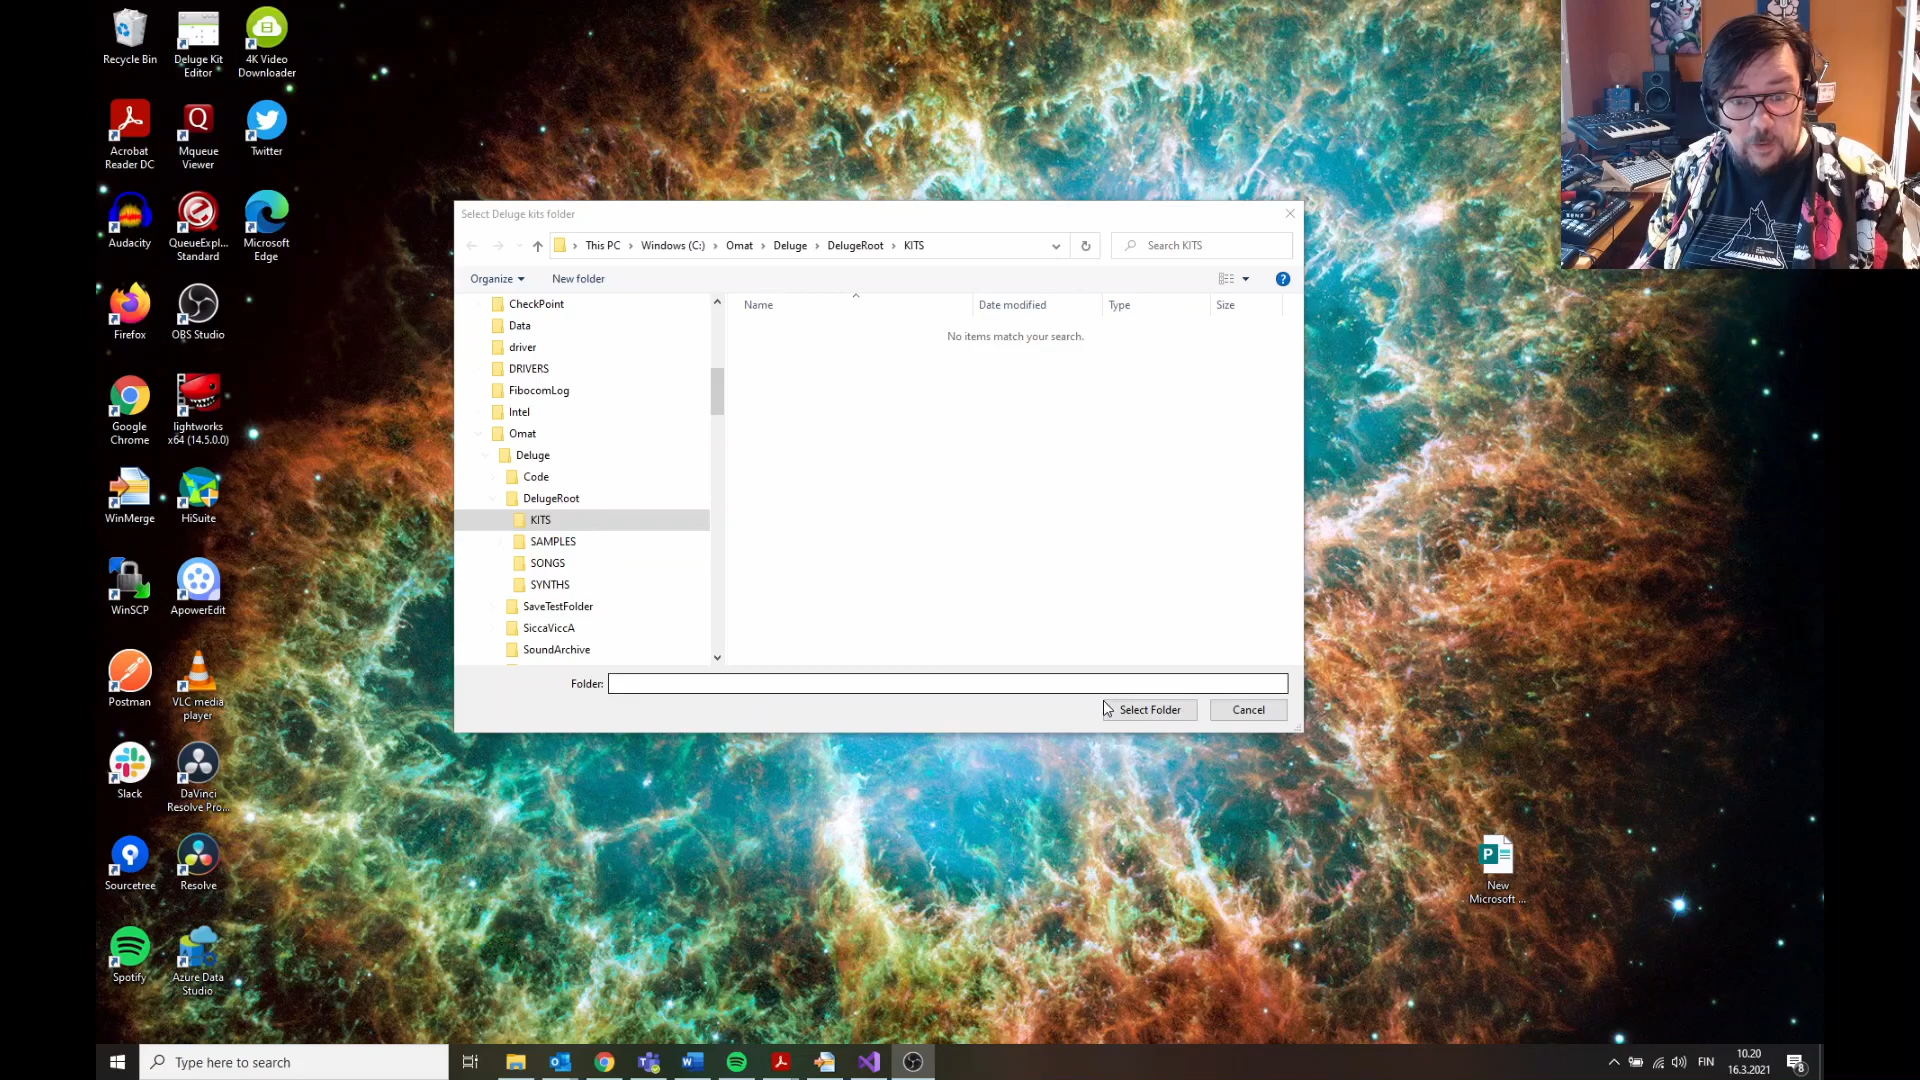 Recycle Bin
Deluge Kit
Editor
4K Video
Downloader
Acrobat
Reader DC
Mqueue
Viewer
Twitter
Audacity
QueueExpl...
Standard
Microsoft
Edge
Firefox
OBS Studio
Google
Chrome
lightworks
x64 (14.5.0.0)
WinMerge
HiSuite
WinSCP
ApowerEdit
Postman
VLC media
player
Slack
DaVinci
Resolve Pro...
Sourcetree
Resolve
Spotify
Azure Data
Studio
Select Deluge kits folder
This PC
Windows (C:)
Omat
Deluge
DelugeRoot
KITS
Search KITS
Organize
New folder
CheckPoint
Data
driver
DRIVERS
FibocomLog
Intel
Omat
Deluge
Code
DelugeRoot
KITS
SAMPLES
SONGS
SYNTHS
SaveTestFolder
SiccaViccA
SoundArchive
Name
Date modified
Type
Size
No items match your search.
Folder:
Select Folder
Cancel
New
Microsoft ...
Type here to search
FIN
10.20
16.3.2021
8